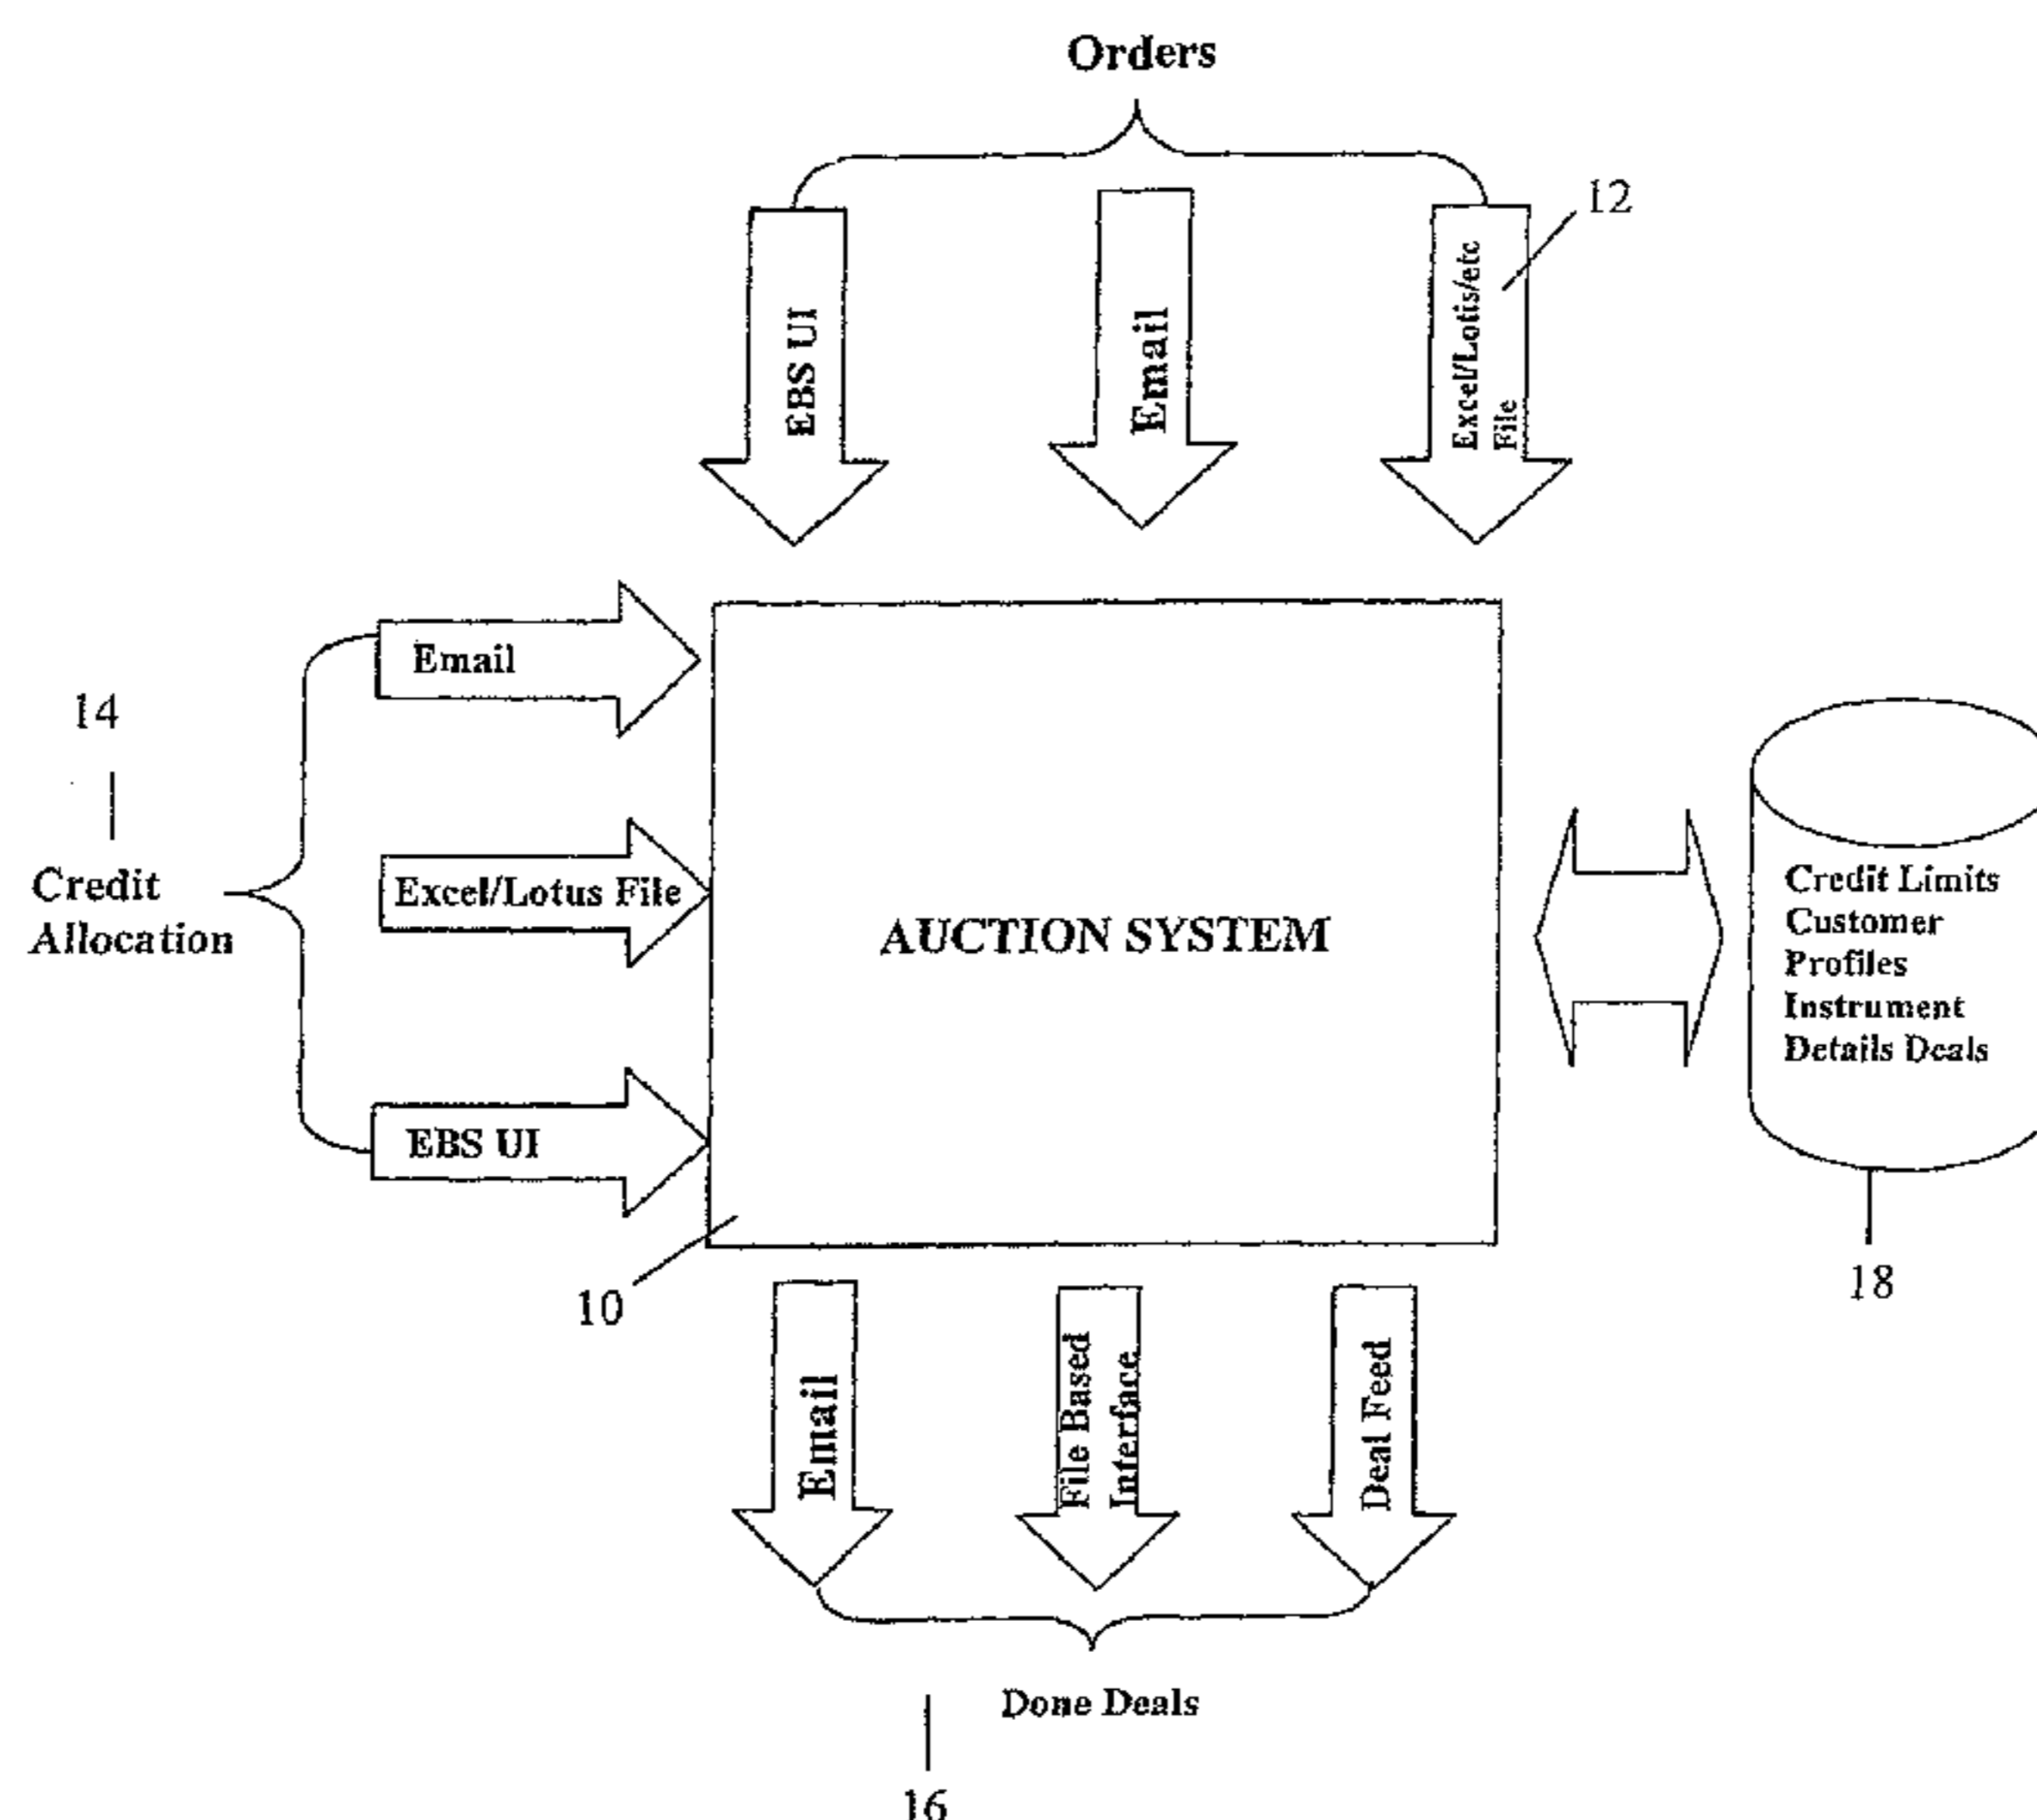 Orders
12
EBS UI
Email
Excel/Lotis/etc
File
Email
14
Credit
Allocation
Excel/Lotus File
AUCTION SYSTEM
Credit Limits
Customer
Profiles
Instrument
Details Deals
EBS UI
10
18
Email
File Based
Interface
Deal Feed
Done Deals
16